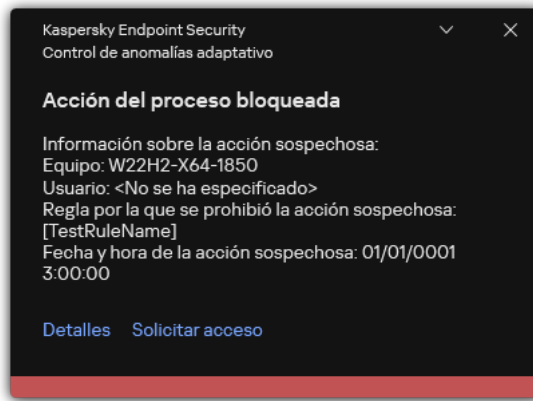 Kaspersky Endpoint Security
Control de anomalías adaptativo
Acción del proceso bloqueada
Información sobre la acción sospechosa:
Equipo: W22H2-X64-1850
Usuario: <No se ha especificado>
Regla por la que se prohibió la acción sospechosa:
[TestRuleName]
Fecha y hora de la acción sospechosa: 01/01/0001
3:00:00
Detalles Solicitar acceso